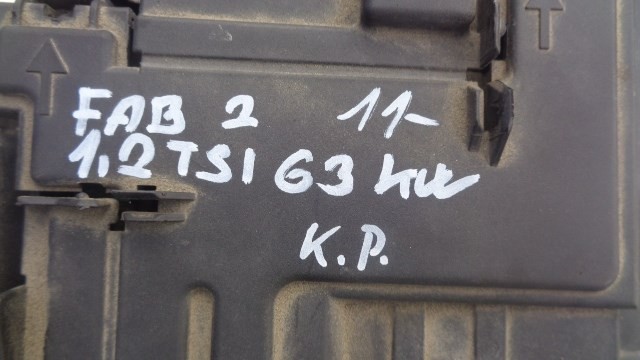 FAB 2 11-
1,2 TSI 63 kW
K.P.